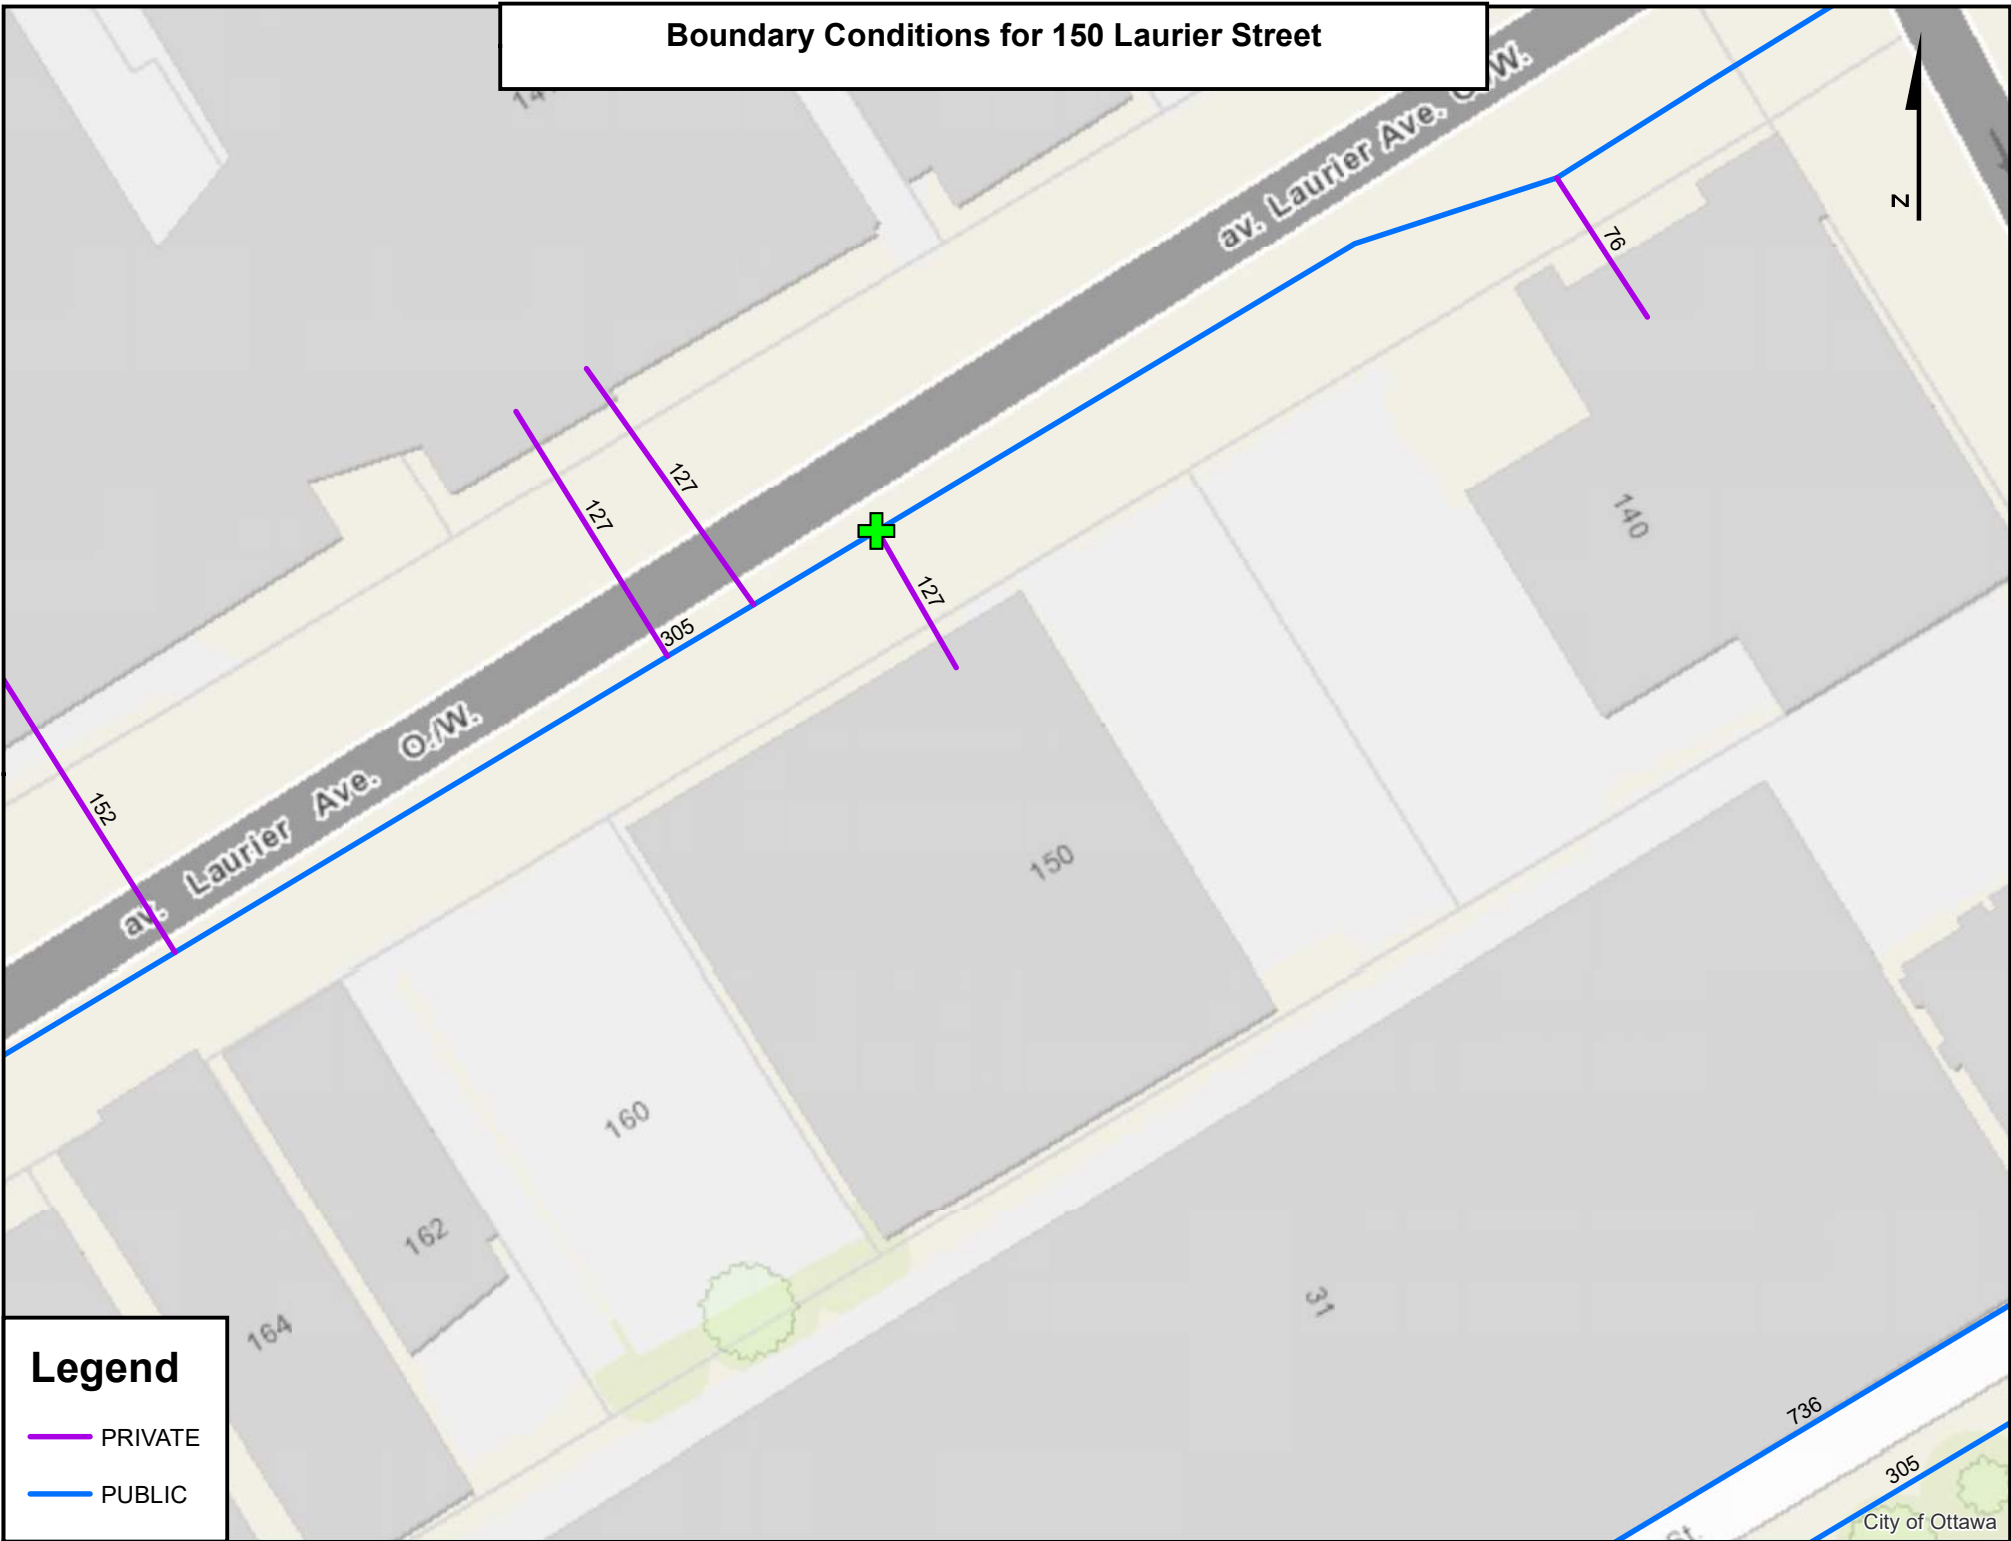 Boundary Conditions for 150 Laurier Street
av. Laurier Ave. O./W.
N
76
127
127
305
127
140
av. Laurier Ave. O./W.
152
150
160
162
164
31
736
305
St.
Legend
PRIVATE
PUBLIC
City of Ottawa